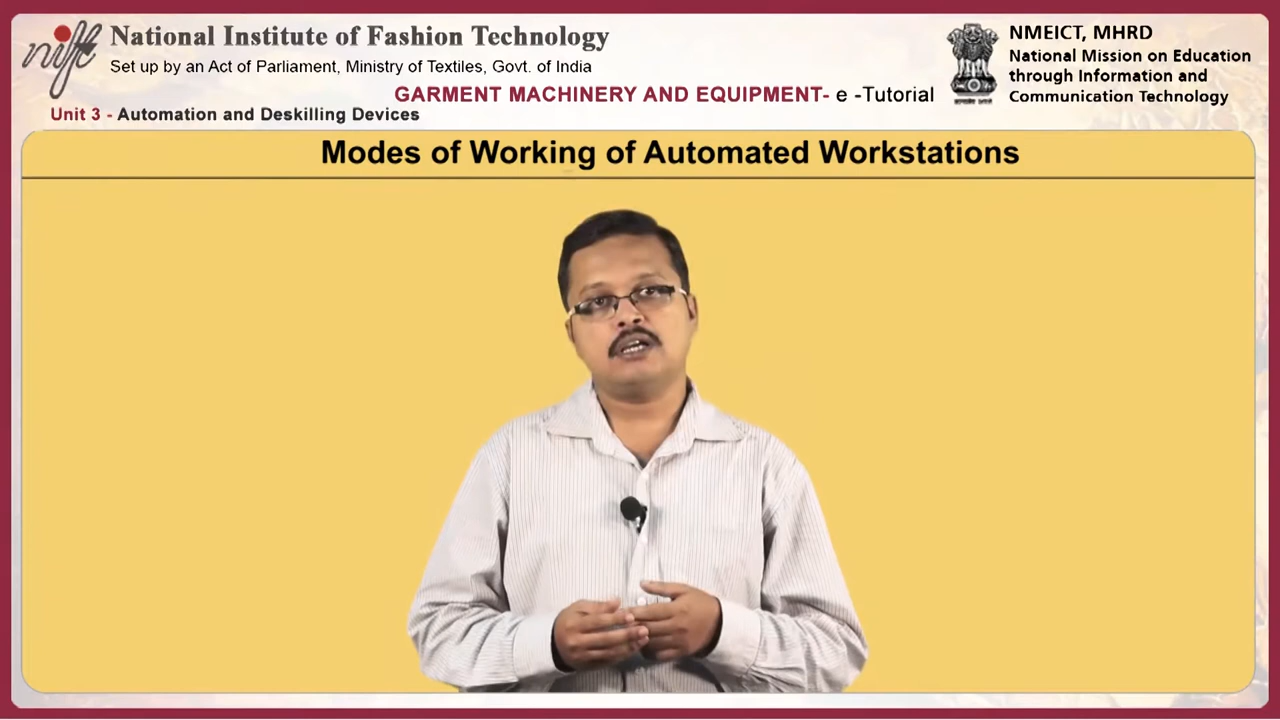 nift
National Institute of Fashion Technology
Set up by an Act of Parliament, Ministry of Textiles, Govt. of India
GARMENT MACHINERY AND EQUIPMENT- e -Tutorial
Unit 3 - Automation and Deskilling Devices
NMEICT, MHRD
National Mission on Education
through Information and
Communication Technology
Modes of Working of Automated Workstations